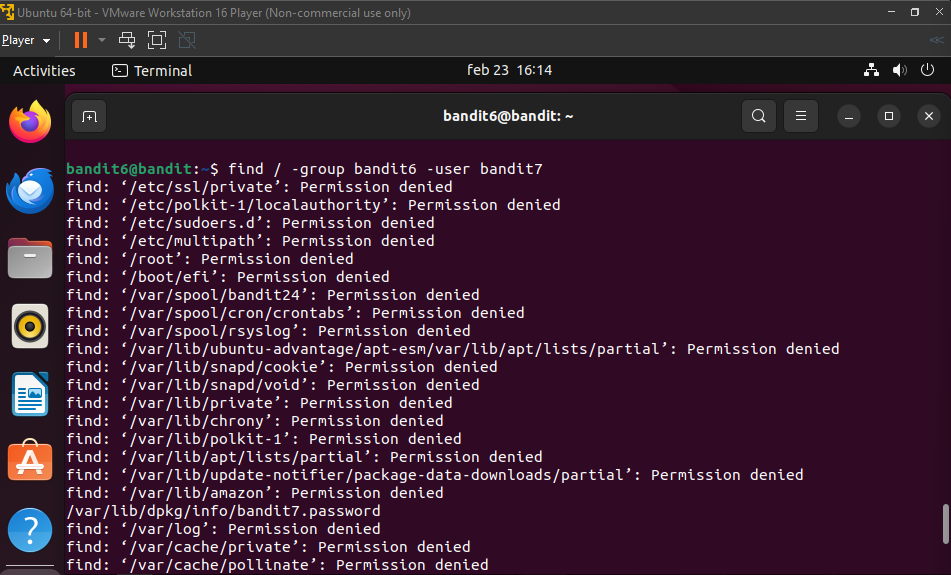 Ubuntu 64-bit - VMware Workstation 16 Player (Non-commercial use only)
Player
Activities Terminal feb 23 16:14
bandit6@bandit: ~
bandit6@bandit:~$ find / -group bandit6 -user bandit7
find: ‘/etc/ssl/private’: Permission denied
find: ‘/etc/polkit-1/localauthority’: Permission denied
find: ‘/etc/sudoers.d’: Permission denied
find: ‘/etc/multipath’: Permission denied
find: ‘/root’: Permission denied
find: ‘/boot/efi’: Permission denied
find: ‘/var/spool/bandit24’: Permission denied
find: ‘/var/spool/cron/crontabs’: Permission denied
find: ‘/var/spool/rsyslog’: Permission denied
find: ‘/var/lib/ubuntu-advantage/apt-esm/var/lib/apt/lists/partial’: Permission denied
find: ‘/var/lib/snapd/cookie’: Permission denied
find: ‘/var/lib/snapd/void’: Permission denied
find: ‘/var/lib/private’: Permission denied
find: ‘/var/lib/chrony’: Permission denied
find: ‘/var/lib/polkit-1’: Permission denied
find: ‘/var/lib/apt/lists/partial’: Permission denied
find: ‘/var/lib/update-notifier/package-data-downloads/partial’: Permission denied
find: ‘/var/lib/amazon’: Permission denied
/var/lib/dpkg/info/bandit7.password
find: ‘/var/log’: Permission denied
find: ‘/var/cache/private’: Permission denied
find: ‘/var/cache/pollinate’: Permission denied